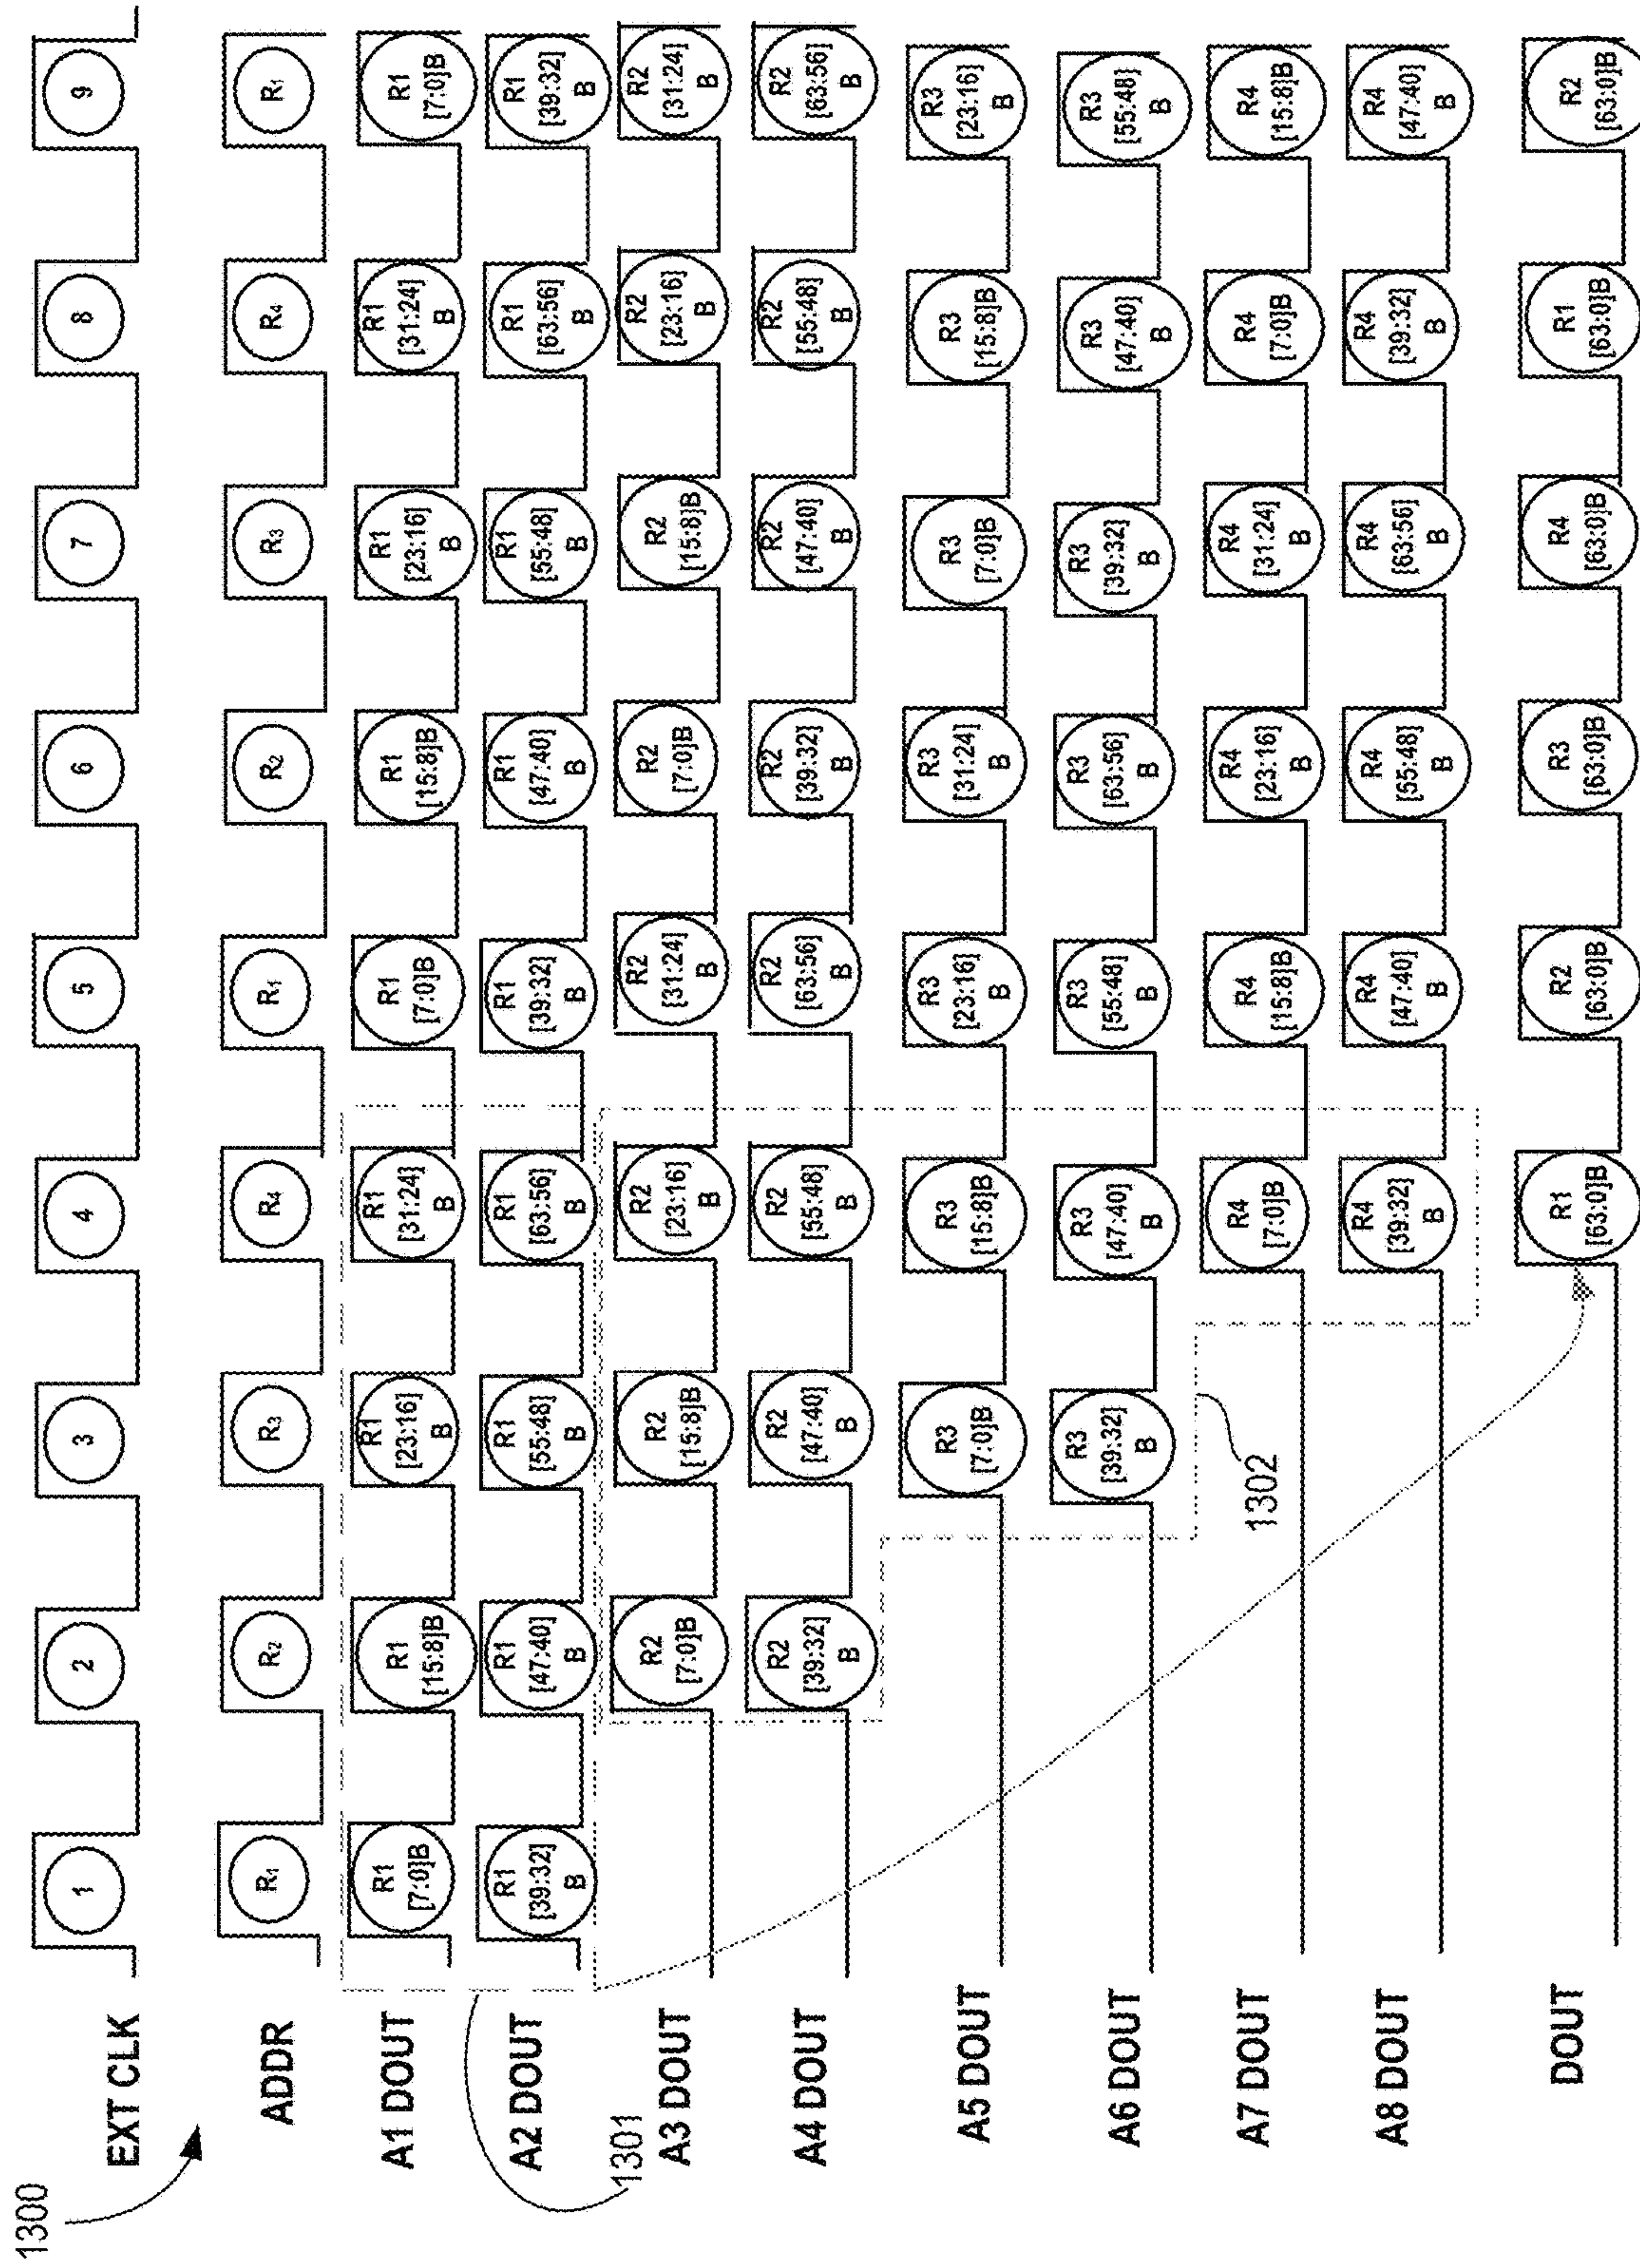 1300
EXT CLK
1
2
3
4
5
6
7
8
9
ADDR
R1
R2
R3
R4
R1
R2
R3
R4
R1
A1 DOUT
R1
[7:0]B
R1
[15:8]B
R1
[23:16]
B
R1
[31:24]
B
R1
[7:0]B
R1
[15:8]B
R1
[23:16]
B
R1
[31:24]
B
R1
[7:0]B
A2 DOUT
R1
[39:32]
B
R1
[47:40]
B
R1
[55:48]
B
R1
[63:56]
B
R1
[39:32]
B
R1
[47:40]
B
R1
[55:48]
B
R1
[63:56]
B
R1
[39:32]
B
1301
A3 DOUT
R2
[7:0]B
R2
[15:8]B
R2
[23:16]
B
R2
[31:24]
B
R2
[7:0]B
R2
[15:8]B
R2
[23:16]
B
R2
[31:24]
B
A4 DOUT
R2
[39:32]
B
R2
[47:40]
B
R2
[55:48]
B
R2
[63:56]
B
R2
[39:32]
B
R2
[47:40]
B
R2
[55:48]
B
R2
[63:56]
B
A5 DOUT
R3
[7:0]B
R3
[15:8]B
R3
[23:16]
B
R3
[31:24]
B
R3
[7:0]B
R3
[15:8]B
R3
[23:16]
B
A6 DOUT
R3
[39:32]
B
R3
[47:40]
B
R3
[55:48]
B
R3
[63:56]
B
R3
[39:32]
B
R3
[47:40]
B
R3
[55:48]
B
1302
A7 DOUT
R4
[7:0]B
R4
[15:8]B
R4
[23:16]
B
R4
[31:24]
B
R4
[7:0]B
R4
[15:8]B
A8 DOUT
R4
[39:32]
B
R4
[47:40]
B
R4
[55:48]
B
R4
[63:56]
B
R4
[39:32]
B
R4
[47:40]
B
DOUT
R1
[63:0]B
R2
[63:0]B
R3
[63:0]B
R4
[63:0]B
R1
[63:0]B
R2
[63:0]B